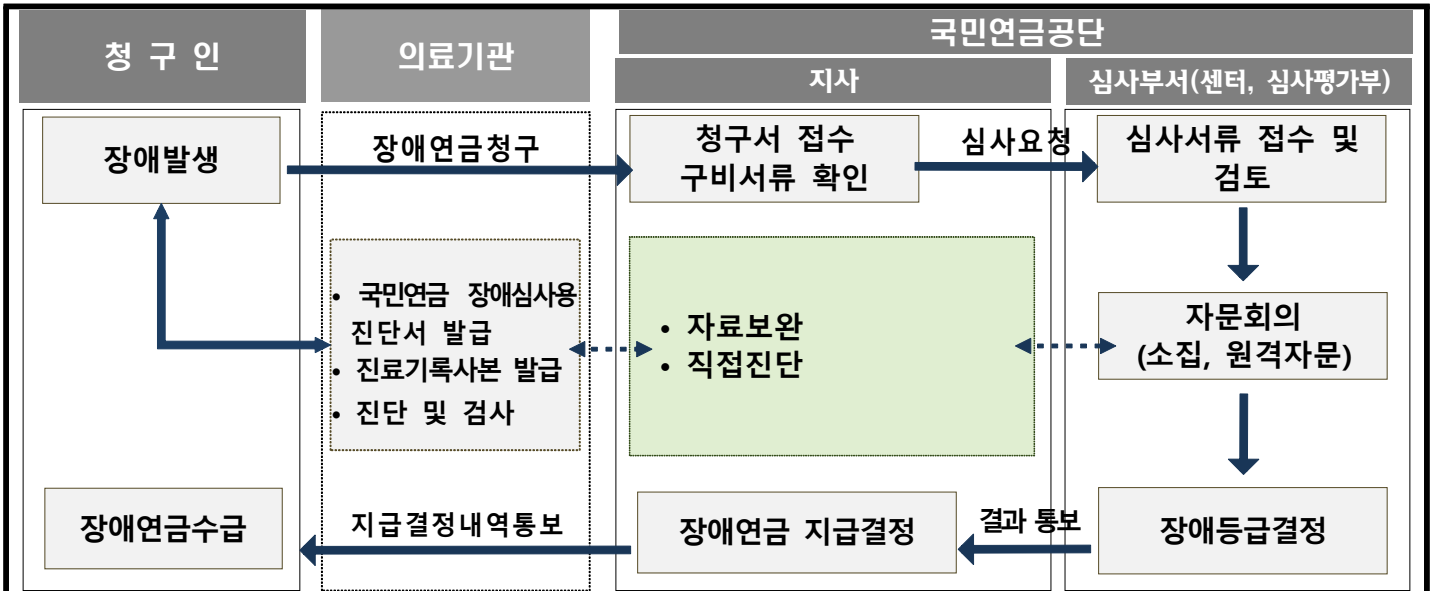 청 구 인
의료기관
국민연금공단
지사
심사부서(센터, 심사평가부)
장애발생
장애연금청구
청구서 접수
구비서류 확인
심사요청
심사서류 접수 및
검토
• 국민연금 장애심사용
진단서 발급
• 진료기록사본 발급
• 진단 및 검사
• 자료보완
• 직접진단
자문회의
(소집, 원격자문)
장애연금수급
지급결정내역통보
장애연금 지급결정
결과 통보
장애등급결정